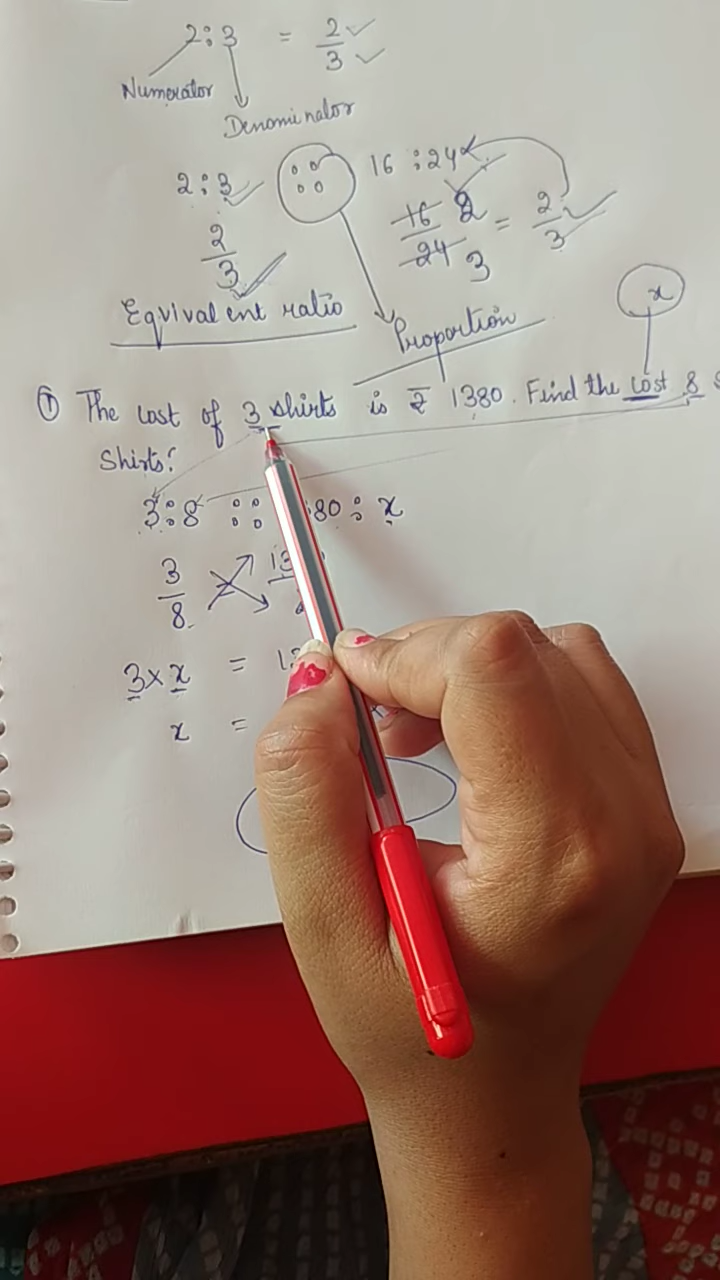 2:3 = 2/3
Numerator
Denominator
2:3 :: 16:24
2/3 16/24 2/3 = 2/3
Eqvivalent ratio
Proportion
x
① The cost of 3 shirts is ₹ 1380. Find the cost 8
Shirts?
3:8 :: 80 : x
3/8
3 × x =
x =